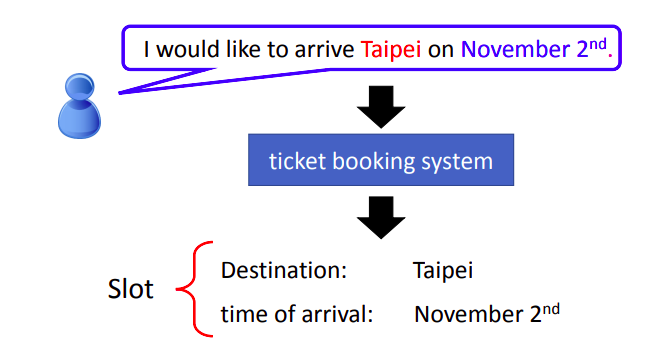 I would like to arrive Taipei on November 2nd.
ticket booking system
Destination: Taipei
Slot
time of arrival: November 2nd